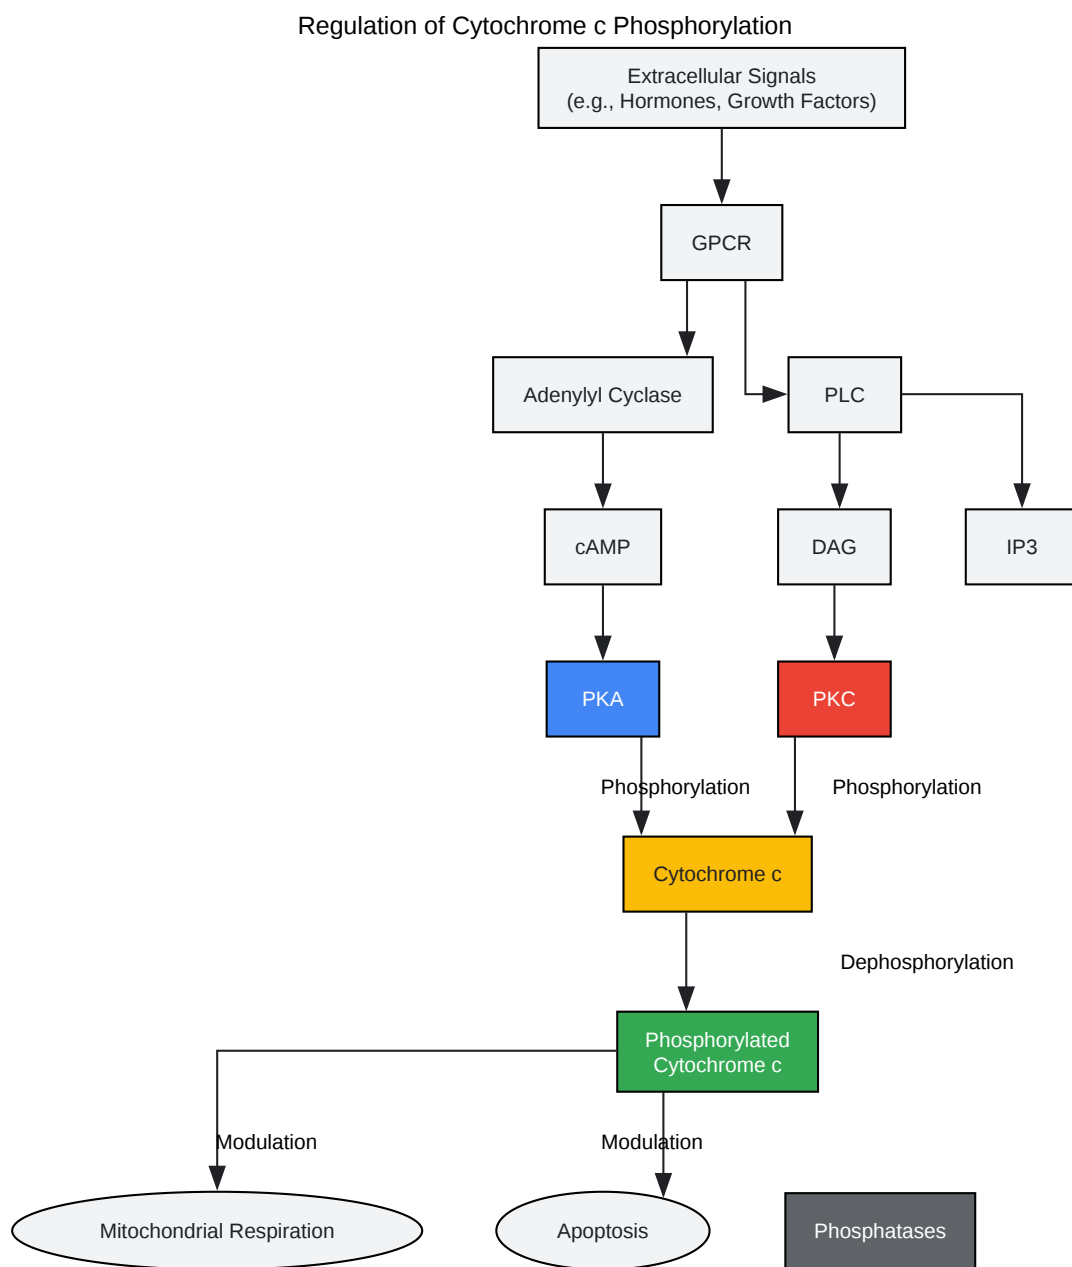 Regulation of Cytochrome c Phosphorylation
Extracellular Signals
(e.g., Hormones, Growth Factors)
GPCR
Adenylyl Cyclase
PLC
cAMP
DAG
IP3
PKA
PKC
Phosphorylation
Phosphorylation
Cytochrome c
Dephosphorylation
Phosphorylated
Cytochrome c
Modulation
Modulation
Mitochondrial Respiration
Apoptosis
Phosphatases